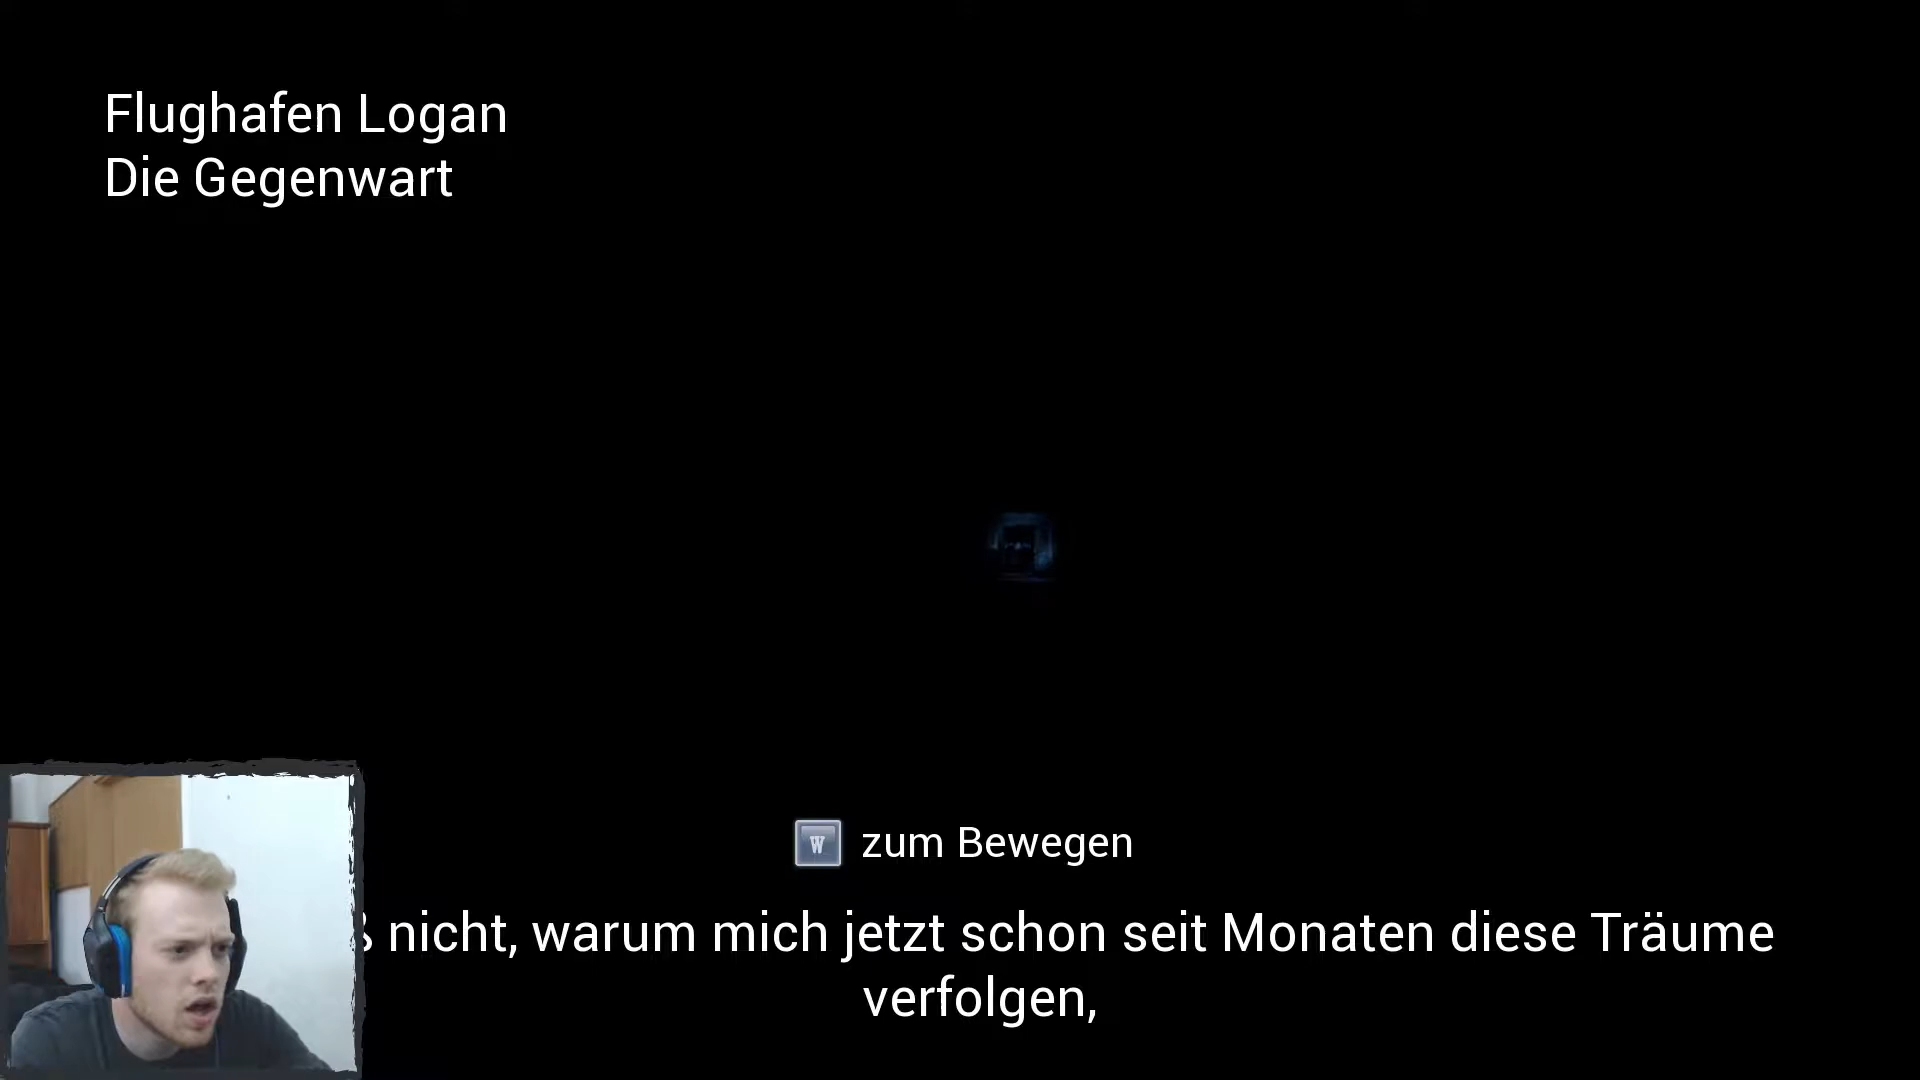 Flughafen Logan
Die Gegenwart
W zum Bewegen
nicht, warum mich jetzt schon seit Monaten diese Träume
verfolgen,